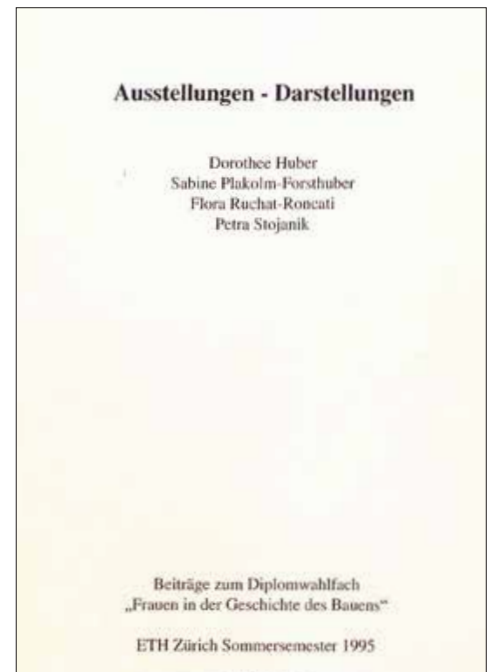 Ausstellungen - Darstellungen
Dorothee Huber
Sabine Plakolm-Forsthuber
Flora Ruchat-Roncati
Petra Stojanik
Beiträge zum Diplomwahlfach
„Frauen in der Geschichte des Bauens“
ETH Zürich Sommersemester 1995